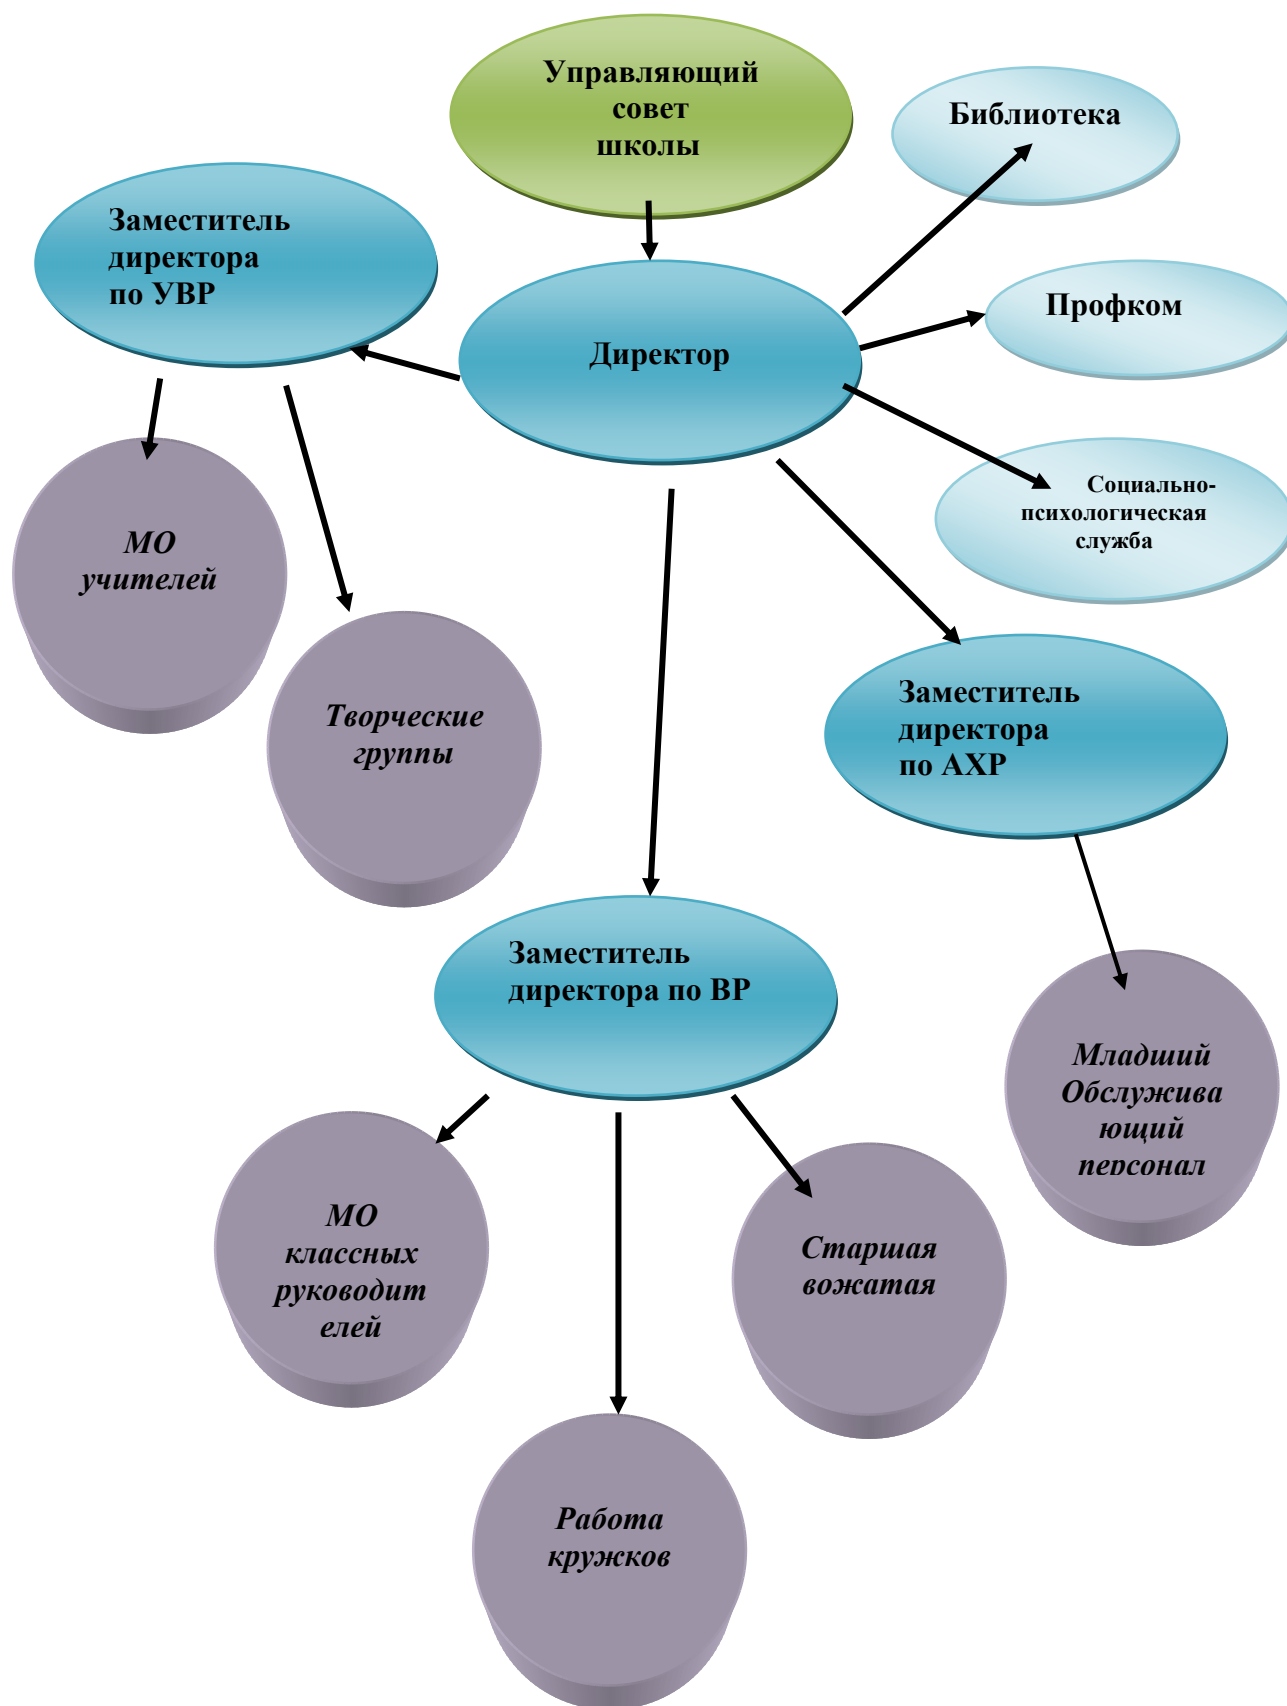 Управляющий
совет
школы
Библиотека
Заместитель
директора
по УВР
Профком
Директор
Социально-
психологическая
служба
МО
учителей
Творческие
группы
Заместитель
директора
по АХР
Заместитель
директора по ВР
Младший
Обслужива
ющий
персонал
МО
классных
руководит
елей
Старшая
вожатая
Работа
кружков